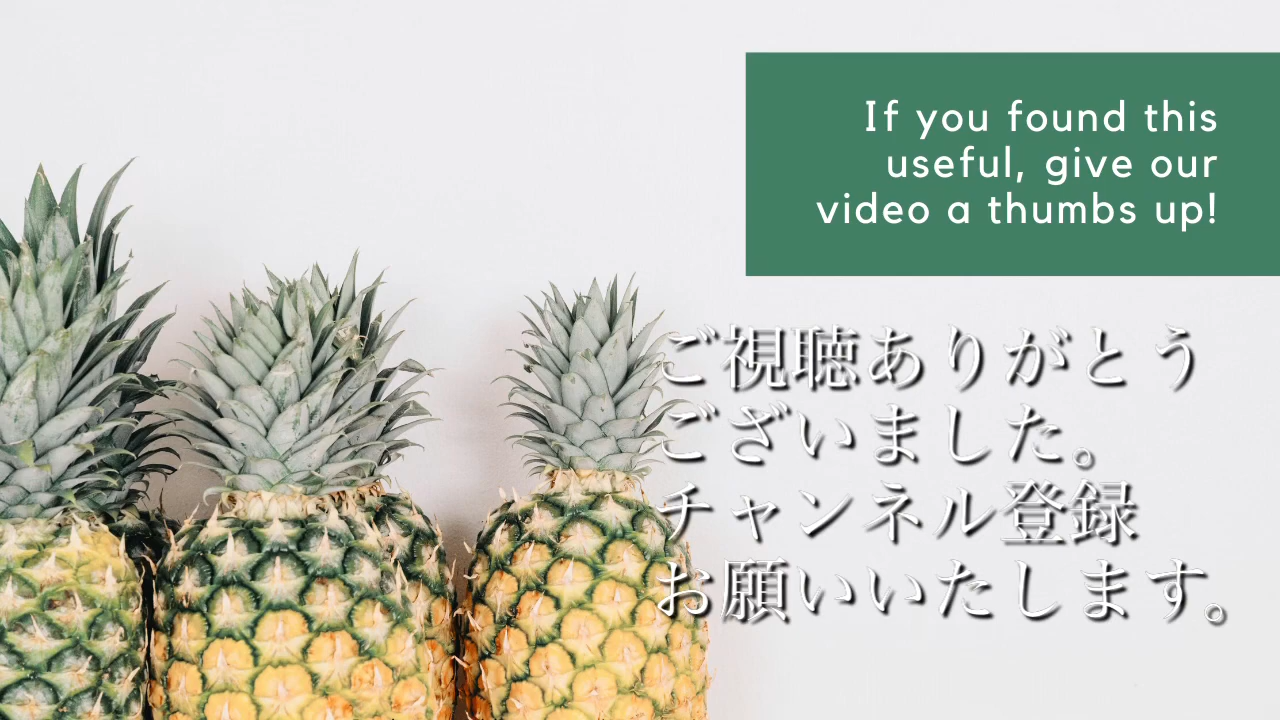 If you found this
useful, give our
video a thumbs up!
ご視聴ありがとう
ございました。
チャンネル登録
お願いいたします。